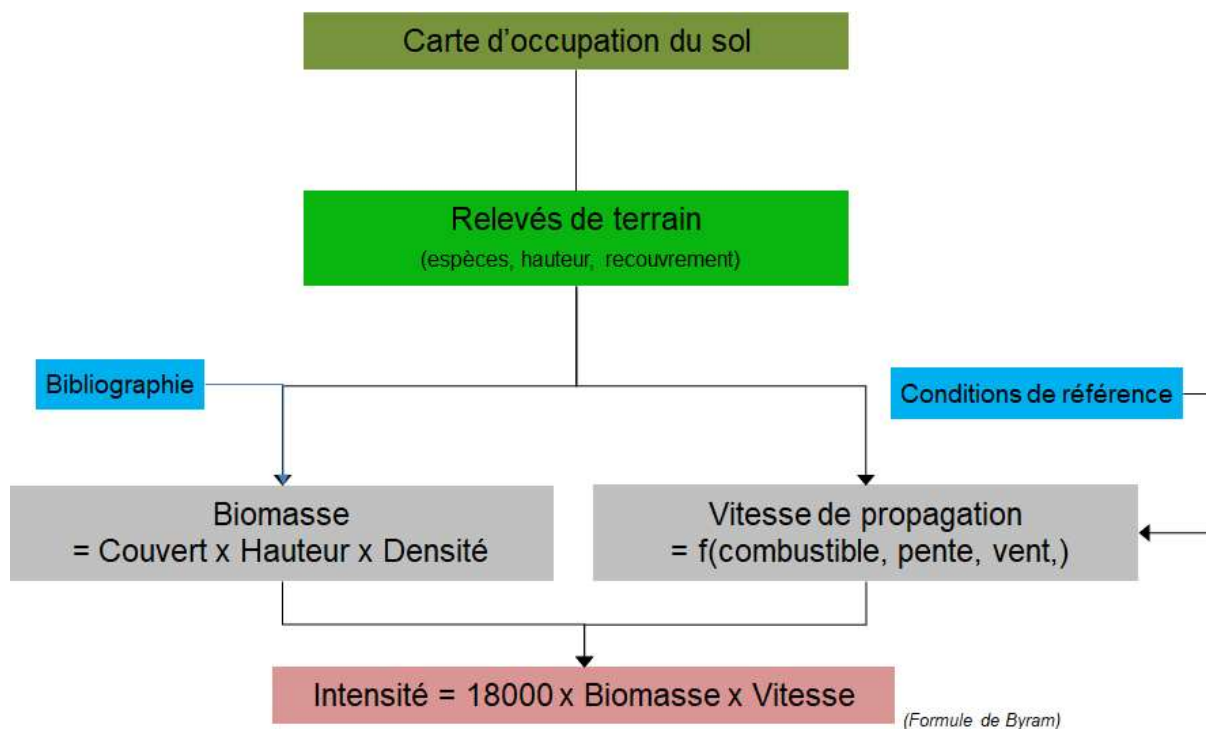 Carte d'occupation du sol
Relevés de terrain
(espèces, hauteur, recouvrement)
Bibliographie
Conditions de référence
Biomasse
= Couvert x Hauteur x Densité
Vitesse de propagation
= f(combustible, pente, vent,)
Intensité = 18000 x Biomasse x Vitesse
(Formule de Byram)